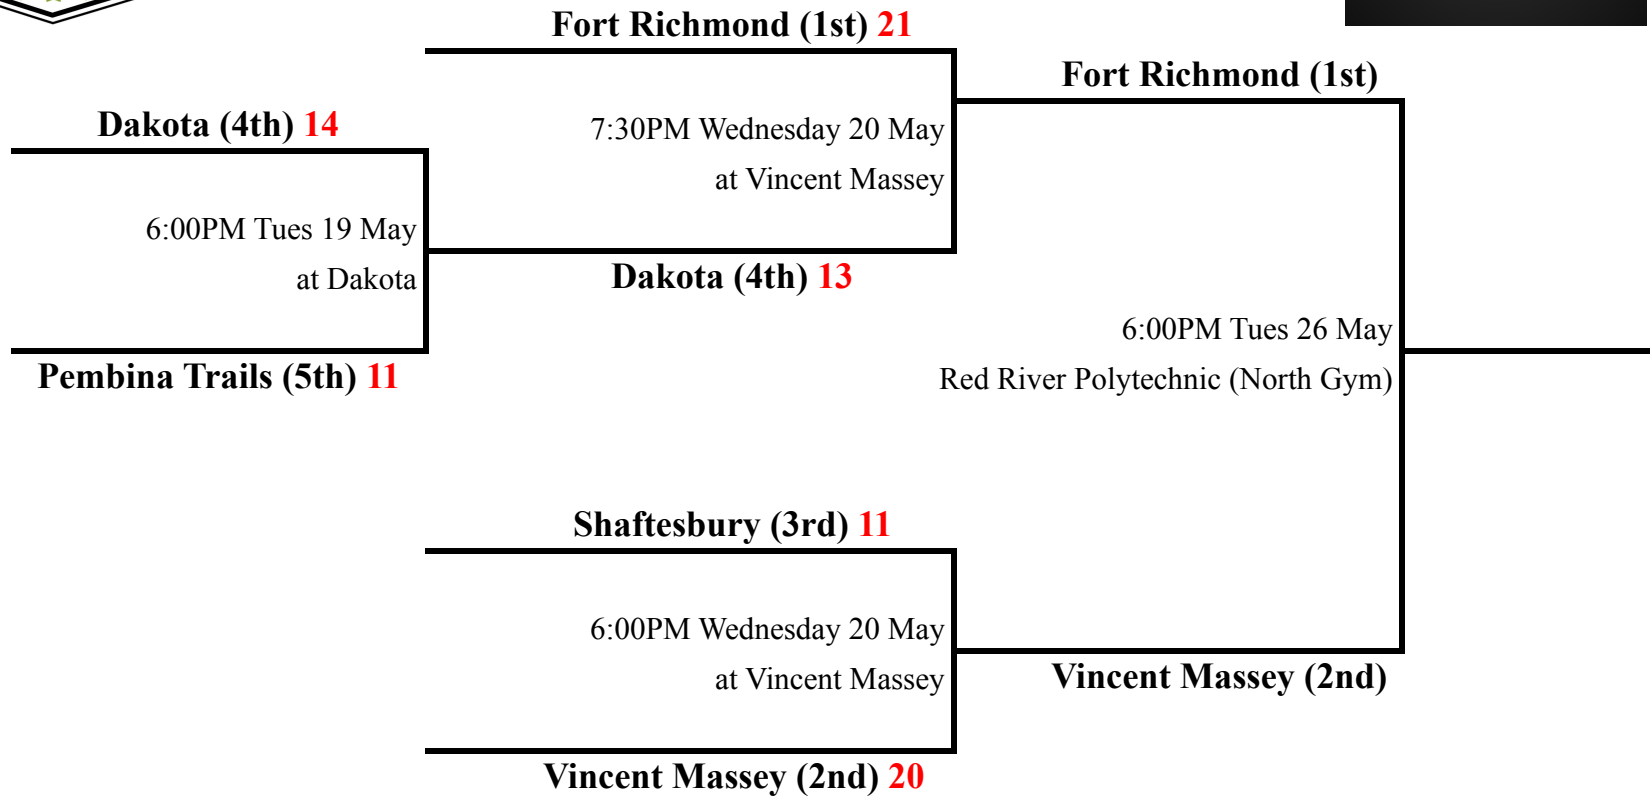 Fort Richmond (1st) 21
Fort Richmond (1st)
Dakota (4th) 14
7:30PM Wednesday 20 May
at Vincent Massey
6:00PM Tues 19 May
at Dakota
Dakota (4th) 13
6:00PM Tues 26 May
Red River Polytechnic (North Gym)
Pembina Trails (5th) 11
Shaftesbury (3rd) 11
6:00PM Wednesday 20 May
at Vincent Massey
Vincent Massey (2nd)
Vincent Massey (2nd) 20